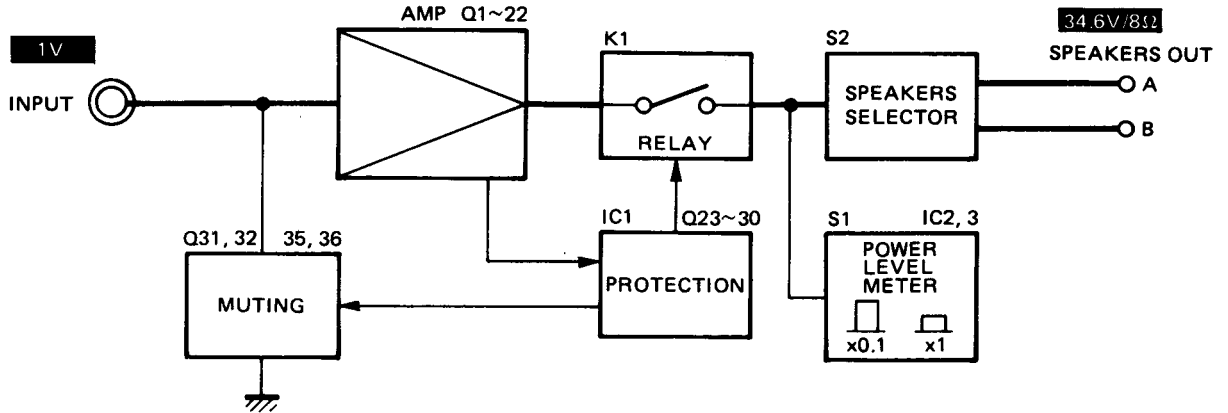 AMP Q1~22
34.6V/8Ω
1V
K1
S2
SPEAKERS OUT
INPUT
SPEAKERS
SELECTOR
A
B
RELAY
IC1 Q23~30
S1 IC2, 3
Q31, 32 35, 36
POWER
LEVEL
METER
PROTECTION
MUTING
x0.1 x1